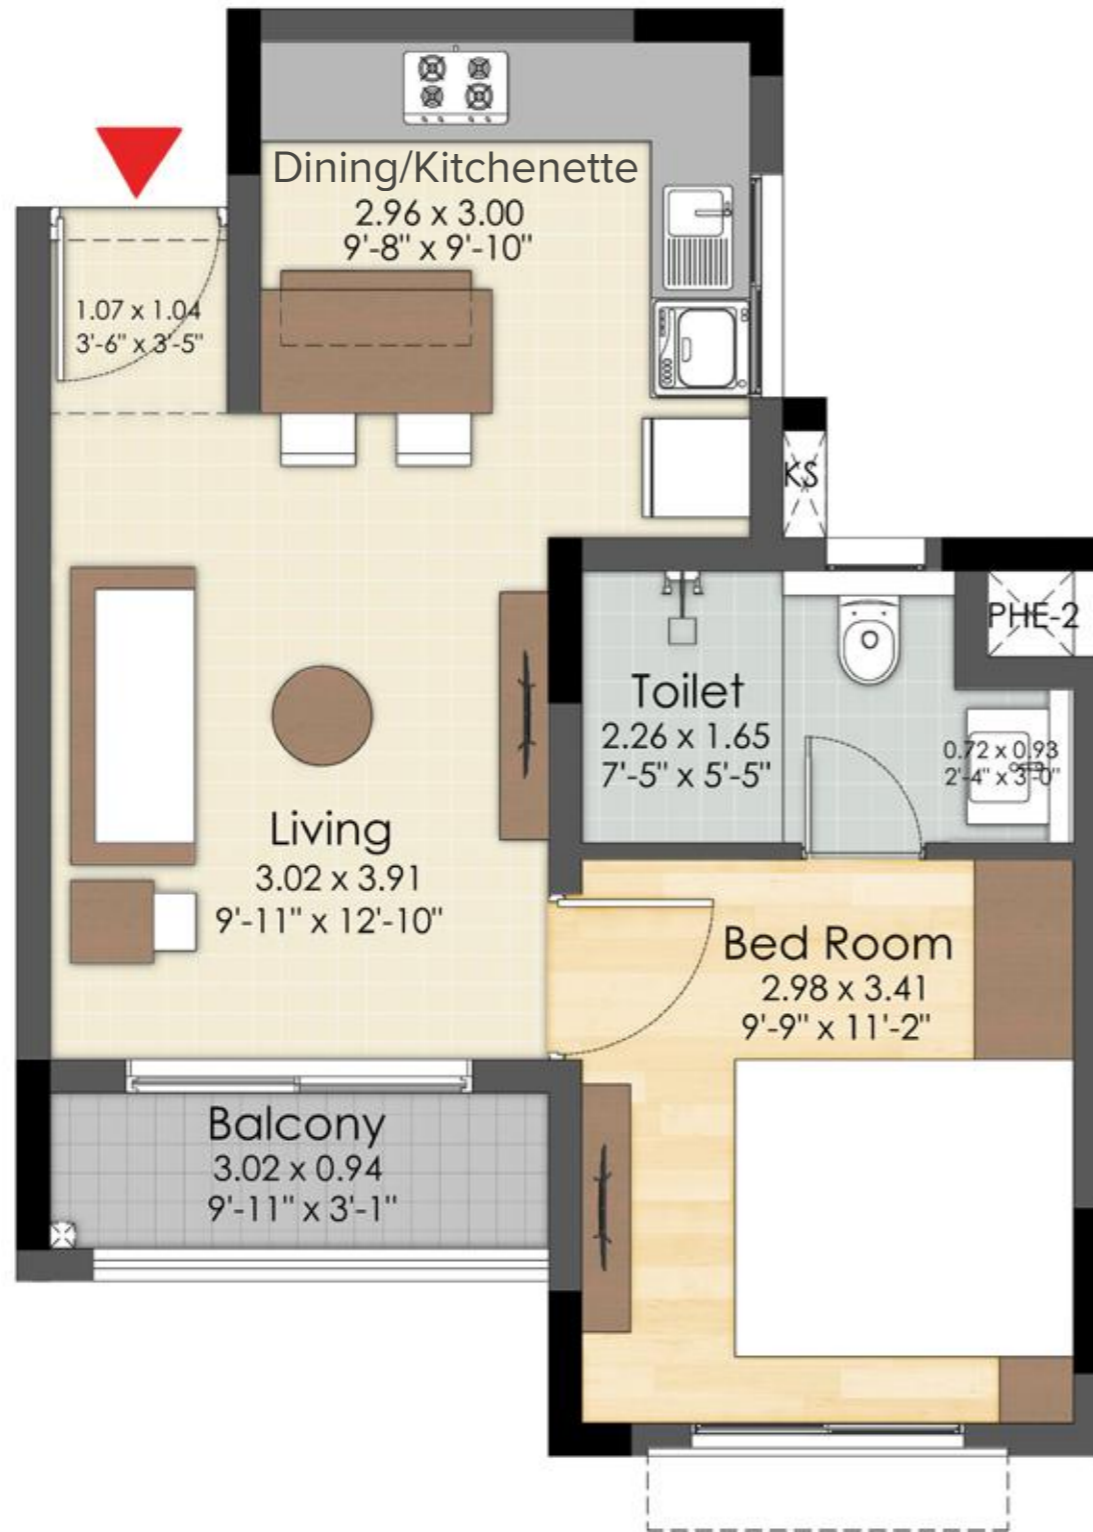 Dining/Kitchenette
2.96 x 3.00
9'-8" x 9'-10"
1.07 x 1.04
3'-6" x 3'-5"
KS
PHE-2
Toilet
2.26 x 1.65
7'-5" x 5'-5"
0.72 x 0.93
2'-4" x 3'-0"
Living
3.02 x 3.91
9'-11" x 12'-10"
Bed Room
2.98 x 3.41
9'-9" x 11'-2"
Balcony
3.02 x 0.94
9'-11" x 3'-1"